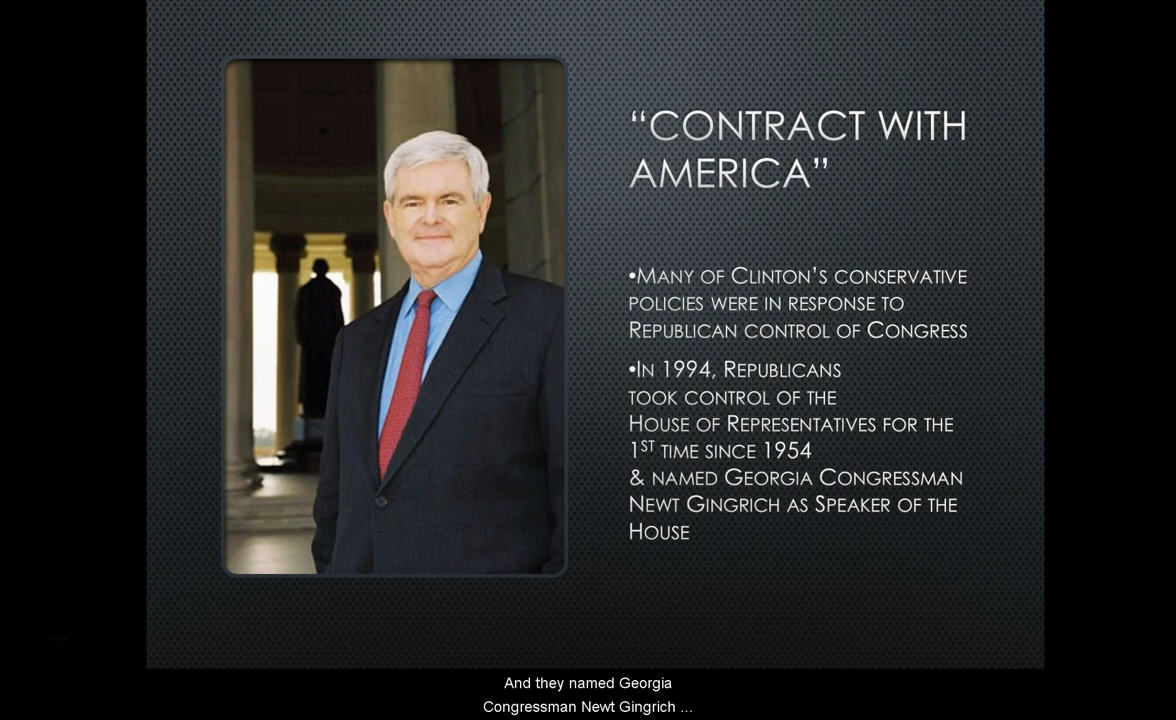 “CONTRACT WITH
AMERICA”
•MANY OF CLINTON’S CONSERVATIVE
POLICIES WERE IN RESPONSE TO
REPUBLICAN CONTROL OF CONGRESS
•IN 1994, REPUBLICANS
TOOK CONTROL OF THE
HOUSE OF REPRESENTATIVES FOR THE
1ST TIME SINCE 1954
& NAMED GEORGIA CONGRESSMAN
NEWT GINGRICH AS SPEAKER OF THE
HOUSE
And they named Georgia
Congressman Newt Gingrich ...